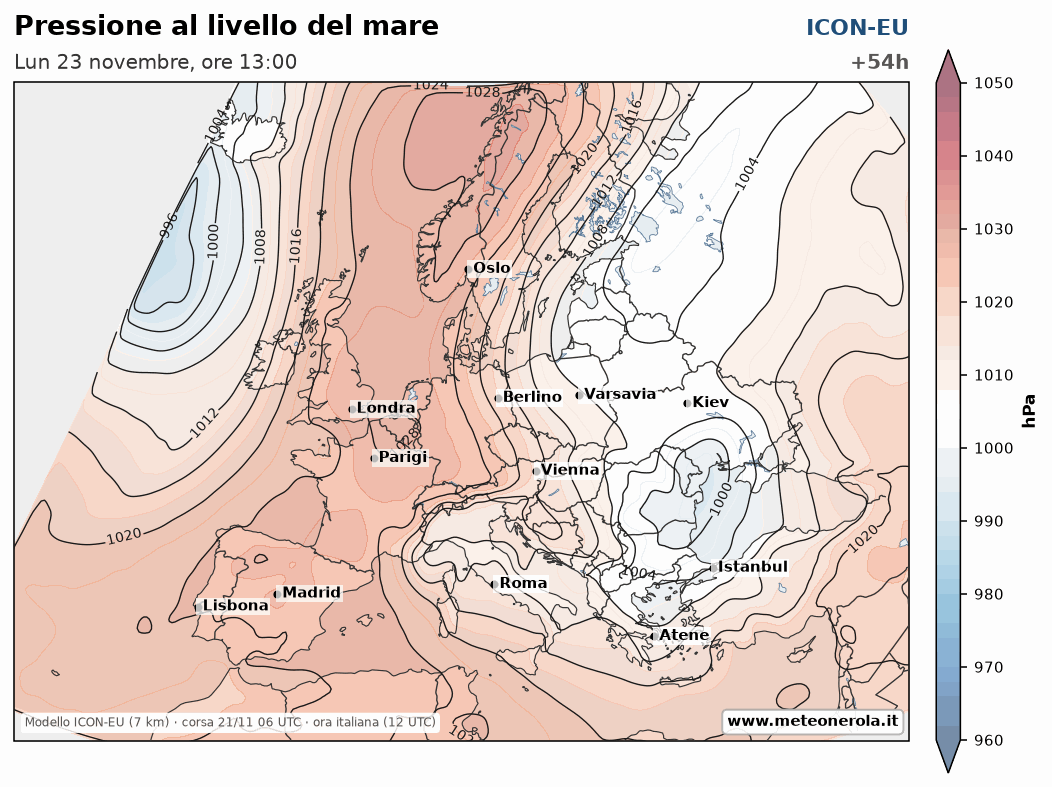 Pressione al livello del mare
ICON-EU
Lun 23 novembre, ore 13:00
+54h
1024
1028
1004
1016
1020
1012
1004
996
1000
1008
1016
1008
Oslo
1012
Berlino
Varsavia
Kiev
Londra
Parigi
Vienna
1000
1020
1020
1004
Istanbul
Roma
Madrid
Lisbona
Atene
Modello ICON-EU (7 km) · corsa 21/11 06 UTC · ora italiana (12 UTC)
www.meteonerola.it
1050
1040
1030
1020
1010
1000
990
980
970
960
hPa